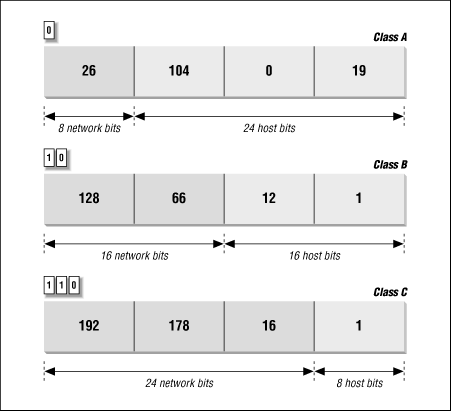 0
Class A
26 104 0 19
8 network bits 24 host bits
1 0
Class B
128 66 12 1
16 network bits 16 host bits
1 1 0
Class C
192 178 16 1
24 network bits 8 host bits